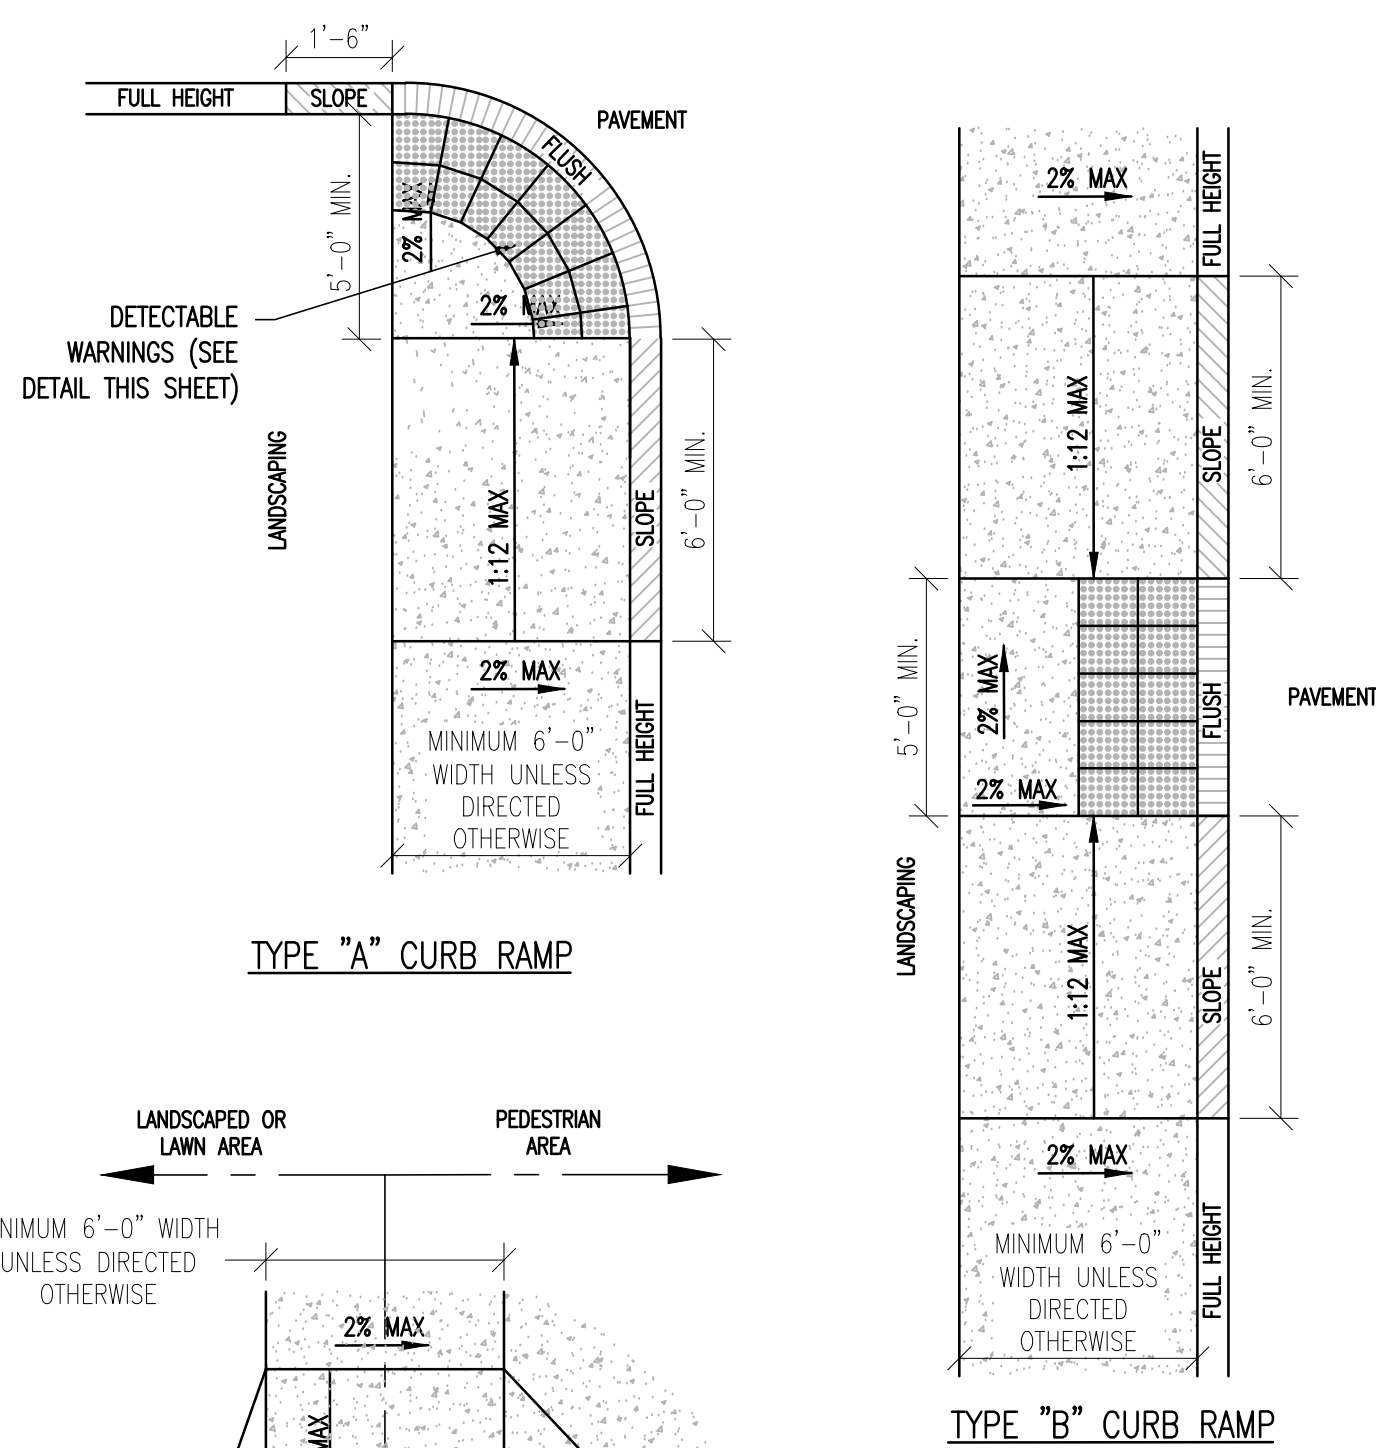 1'-6"
FULL HEIGHT
SLOPE
PAVEMENT
FLUSH
5'-0" MIN.
2% MAX
2% MAX
DETECTABLE
WARNINGS (SEE
DETAIL THIS SHEET)
LANDSCAPING
1:12 MAX
SLOPE
6'-0" MIN.
2% MAX
MINIMUM 6'-0"
WIDTH UNLESS
DIRECTED
OTHERWISE
FULL HEIGHT
TYPE "A" CURB RAMP
2% MAX
FULL HEIGHT
1:12 MAX
SLOPE
6'-0" MIN.
5'-0" MIN.
2% MAX
2% MAX
FLUSH
PAVEMENT
LANDSCAPING
1:12 MAX
SLOPE
6'-0" MIN.
2% MAX
MINIMUM 6'-0"
WIDTH UNLESS
DIRECTED
OTHERWISE
FULL HEIGHT
TYPE "B" CURB RAMP
LANDSCAPED OR
LAWN AREA
PEDESTRIAN
AREA
NIMUM 6'-0" WIDTH
UNLESS DIRECTED
OTHERWISE
2% MAX
MAX